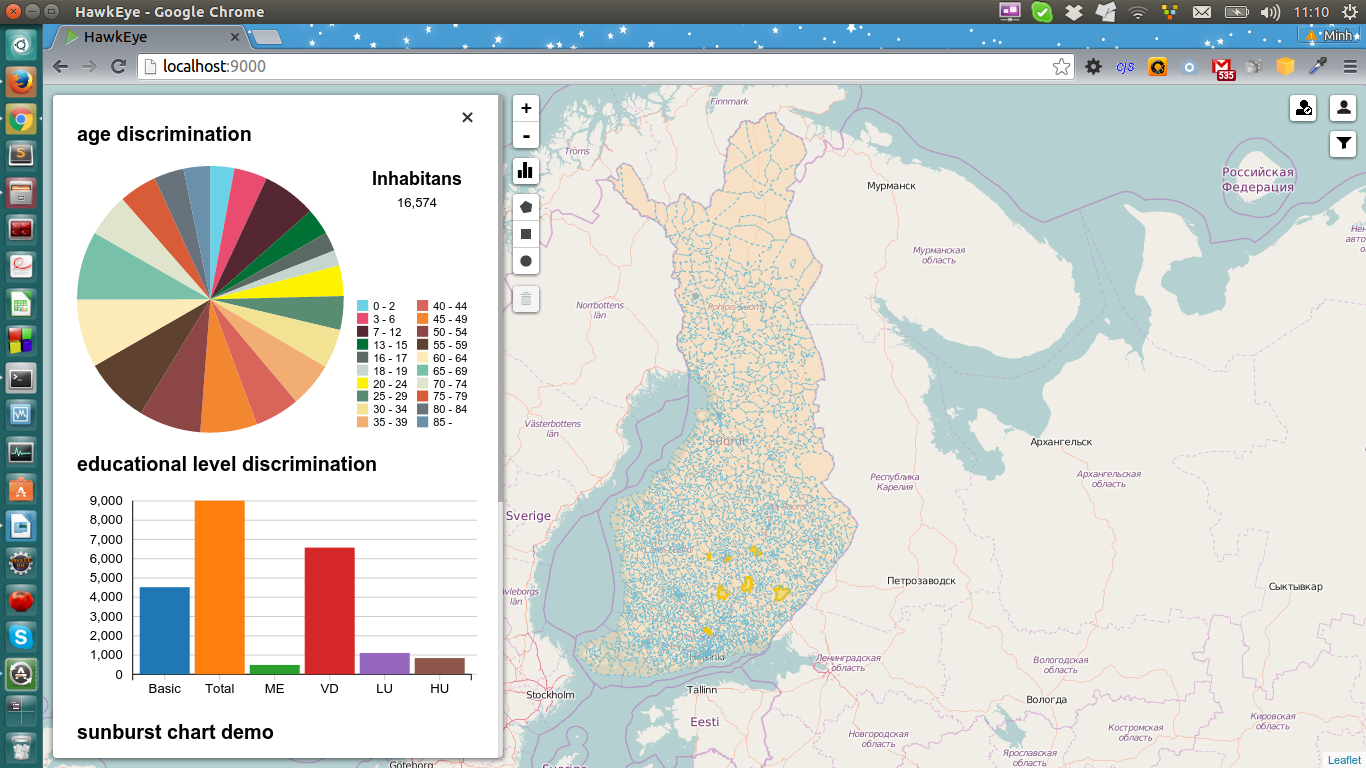 HawkEye - Google Chrome
11:10
HawkEye
Minh
localhost:9000
cjs
535
age discrimination
Inhabitans
16,574
0 - 2
3 - 6
7 - 12
13 - 15
16 - 17
18 - 19
20 - 24
25 - 29
30 - 34
35 - 39
40 - 44
45 - 49
50 - 54
55 - 59
60 - 64
65 - 69
70 - 74
75 - 79
80 - 84
85 -
educational level discrimination
9,000
8,000
7,000
6,000
5,000
4,000
3,000
2,000
1,000
0
Basic
Total
ME
VD
LU
HU
sunburst chart demo
+
-
Finnmark
Troms
Мурманск
Российская
Федерация
Мурманская
область
Norrbottens
län
Pohjois-Suomi
Västerbottens
län
Suomi
Архангельск
Республика
Карелия
Архангельская
область
Sverige
Петрозаводск
Сыктывкар
län
Helsinki
Ленинградская
область
Вологодская
область
Stockholm
Tallinn
Вологда
Eesti
Новгородская
область
Костромская
область
Кировская
область
Ярославская
область
Göteborg
Leaflet